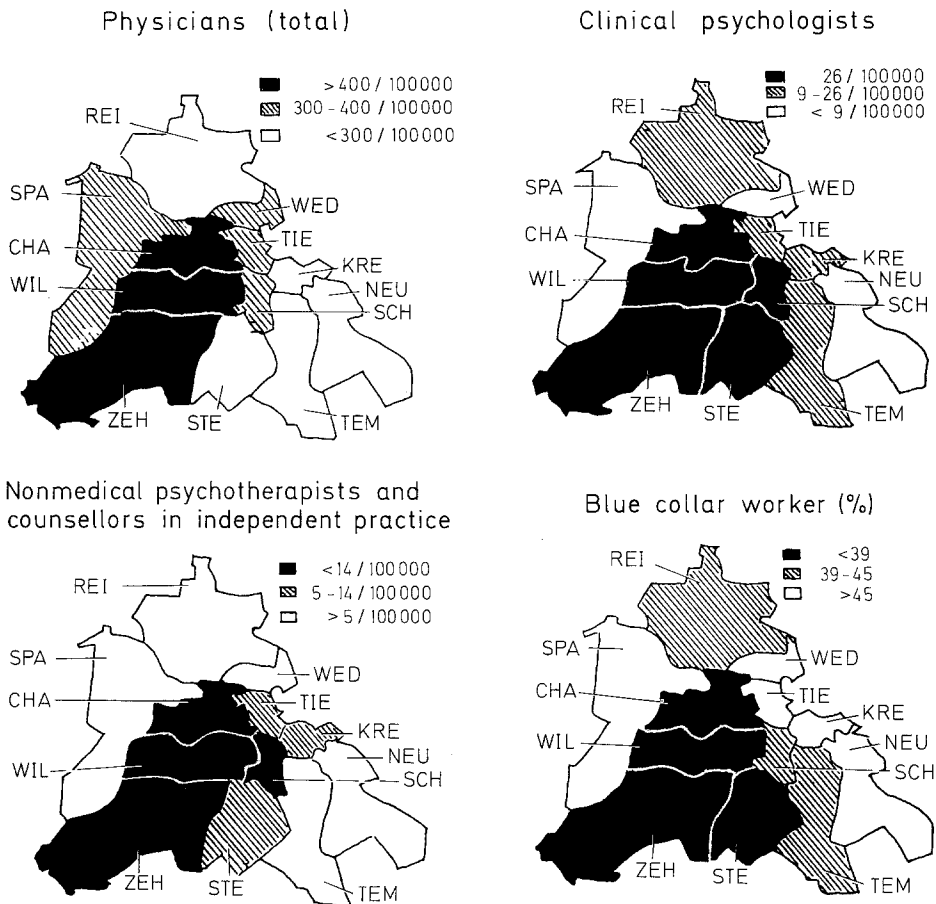 Physicians (total)
>400/100000
300-400/100000
<300/100000
REI
SPA
WED
TIE
CHA
KRE
WIL
NEU
SCH
ZEH
STE
TEM
Clinical psychologists
26/100000
9-26/100000
<9/100000
REI
SPA
WED
TIE
CHA
KRE
WIL
NEU
SCH
ZEH
STE
TEM
Nonmedical psychotherapists and
counsellors in independent practice
<14/100000
5-14/100000
>5/100000
REI
SPA
WED
CHA
TIE
KRE
NEU
WIL
SCH
ZEH
STE
TEM
Blue collar worker (%)
<39
39-45
>45
REI
SPA
WED
CHA
TIE
KRE
WIL
NEU
SCH
ZEH
STE
TEM